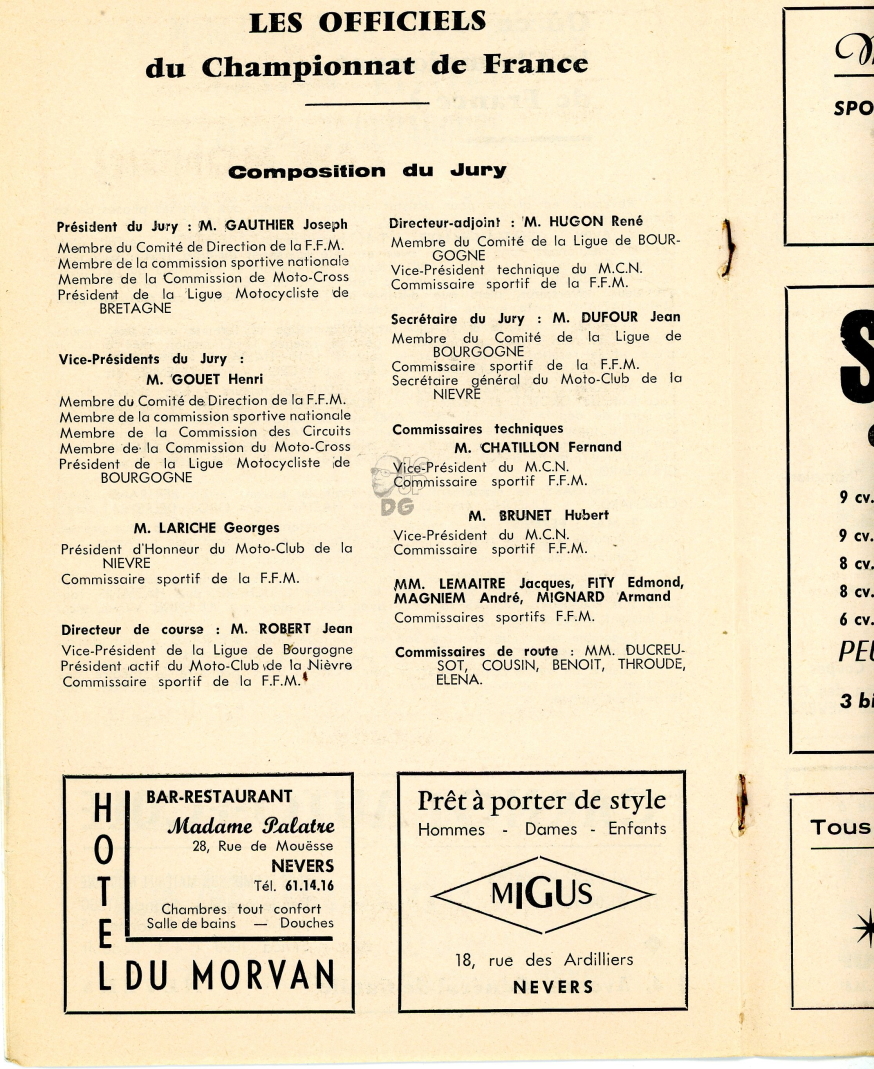 LES OFFICIELS
du Championnat de France
Composition du Jury
Président du Jury : M. GAUTHIER Joseph
Membre du Comité de Direction de la F.F.M.
Membre de la commission sportive nationale
Membre de la Commission de Moto-Cross
Président de la Ligue Motocycliste de
BRETAGNE
Vice-Présidents du Jury :
M. GOUET Henri
Membre du Comité de Direction de la F.F.M.
Membre de la commission sportive nationale
Membre de la Commission des Circuits
Membre de la Commission du Moto-Cross
Président de la Ligue Motocycliste de
BOURGOGNE
M. LARICHE Georges
Président d'Honneur du Moto-Club de la
NIEVRE
Commissaire sportif de la F.F.M.
Directeur de course : M. ROBERT Jean
Vice-Président de la Ligue de Bourgogne
Président actif du Moto-Club de la Nièvre
Commissaire sportif de la F.F.M.
Directeur-adjoint : M. HUGON René
Membre du Comité de la Ligue de BOUR-
GOGNE
Vice-Président technique du M.C.N.
Commissaire sportif de la F.F.M.
Secrétaire du Jury : M. DUFOUR Jean
Membre du Comité de la Ligue de
BOURGOGNE
Commissaire sportif de la F.F.M.
Secrétaire général du Moto-Club de la
NIEVRE
Commissaires techniques
M. CHATILLON Fernand
Vice-Président du M.C.N.
Commissaire sportif F.F.M.
M. BRUNET Hubert
Vice-Président du M.C.N.
Commissaire sportif F.F.M.
MM. LEMAITRE Jacques, FITY Edmond,
MAGNIEM André, MIGNARD Armand
Commissaires sportifs F.F.M.
Commissaires de route : MM. DUCREU-
SOT, COUSIN, BENOIT, THROUDE,
ELENA.
DG
HOTEL DU MORVAN
BAR-RESTAURANT
Madame Palatre
28, Rue de Mouësse
NEVERS
Tél. 61.14.16
Chambres tout confort
Salle de bains — Douches
Prêt à porter de style
Hommes - Dames - Enfants
MIGUS
18, rue des Ardilliers
NEVERS
SPO
S
9 cv.
9 cv.
8 cv.
8 cv.
6 cv.
PEU
3 bi
Tous